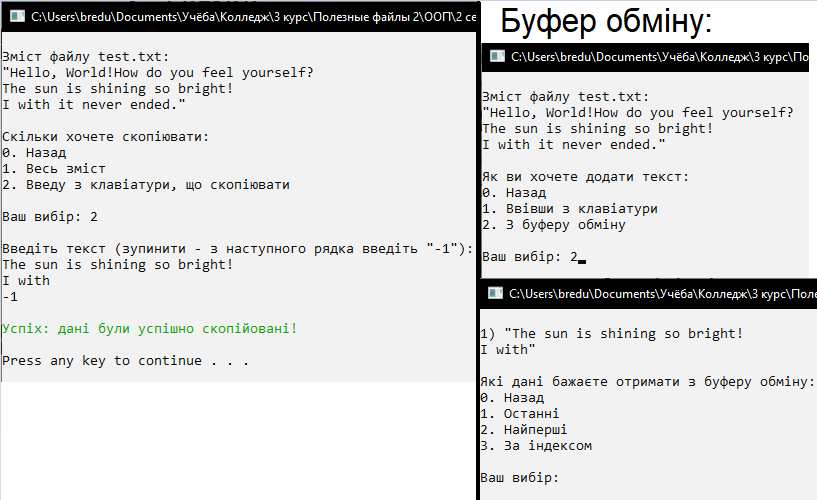 C:\Users\bredu\Documents\Учёба\Колледж\3 курс\Полезные файлы 2\ООП\2 се
Зміст файлу test.txt:
"Hello, World!How do you feel yourself?
The sun is shining so bright!
I with it never ended."
Скільки хочете скопіювати:
0. Назад
1. Весь зміст
2. Введу з клавіатури, що скопіювати
Ваш вибір: 2
Введіть текст (зупинити - з наступного рядка введіть "-1"):
The sun is shining so bright!
I with
-1
Успіх: дані були успішно скопійовані!
Press any key to continue . . .
Буфер обміну:
C:\Users\bredu\Documents\Учёба\Колледж\3 курс\По
Зміст файлу test.txt:
"Hello, World!How do you feel yourself?
The sun is shining so bright!
I with it never ended."
Як ви хочете додати текст:
0. Назад
1. Ввівши з клавіатури
2. З буферу обміну
Ваш вибір: 2
C:\Users\bredu\Documents\Учёба\Колледж\3 курс\Поле
1) "The sun is shining so bright!
I with"
Які дані бажаєте отримати з буферу обміну:
0. Назад
1. Останні
2. Найперші
3. За індексом
Ваш вибір: